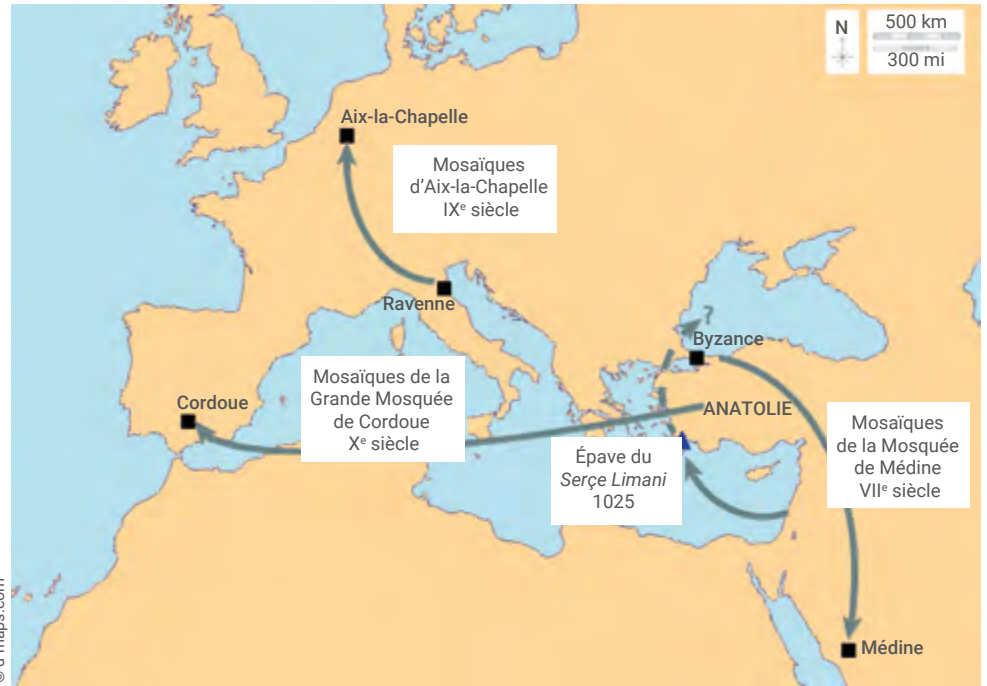 N
500 km
300 mi
Aix-la-Chapelle
Mosaïques
d'Aix-la-Chapelle
IXe siècle
Ravenne
?
Byzance
Mosaïques de la
Grande Mosquée
de Cordoue
Xe siècle
Cordoue
ANATOLIE
Mosaïques
de la Mosquée
de Médine
VIIe siècle
Épave du
Serçe Limani
1025
Médine
© d-maps.com